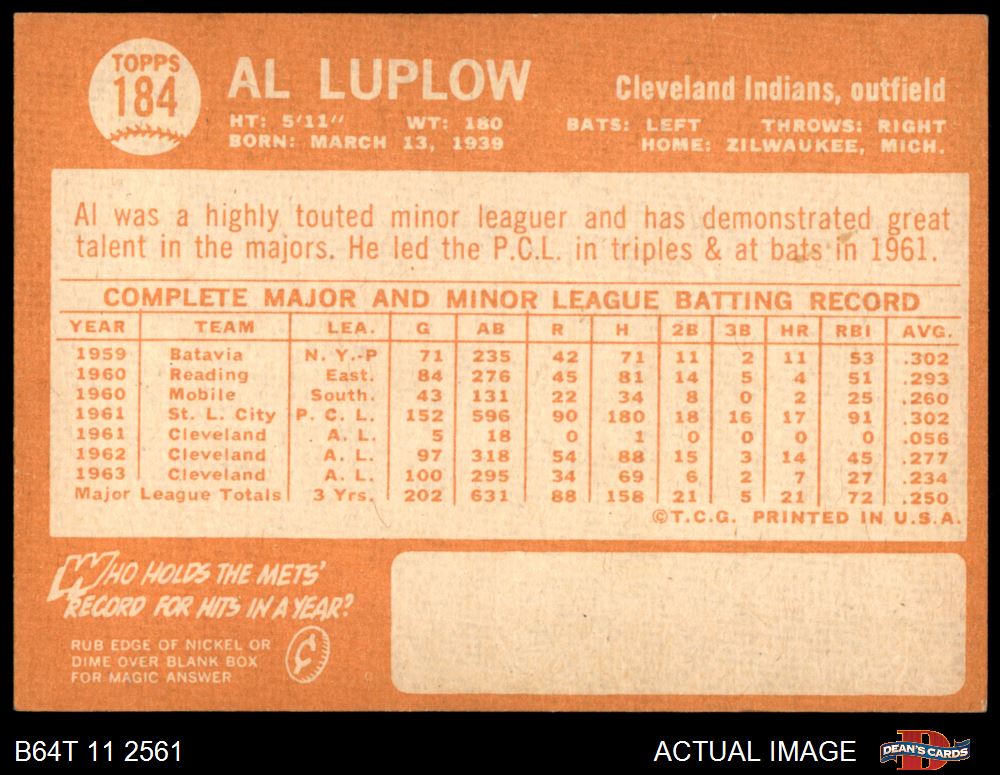 TOPPS
184
AL LUPLOW
Cleveland Indians, outfield
HT: 5'11" WT: 180 BATS: LEFT THROWS: RIGHT
BORN: MARCH 13, 1939 HOME: ZILWAUKEE, MICH.
Al was a highly touted minor leaguer and has demonstrated great
talent in the majors. He led the P.C.L. in triples & at bats in 1961.
COMPLETE MAJOR AND MINOR LEAGUE BATTING RECORD
YEAR TEAM LEA. G AB R H 2B 3B HR RBI AVG.
1959 Batavia N. Y.-P 71 235 42 71 11 2 11 53 .302
1960 Reading East. 84 276 45 81 14 5 4 51 .293
1960 Mobile South. 43 131 22 34 8 0 2 25 .260
1961 St. L. City P. C. L. 152 596 90 180 18 16 17 91 .302
1961 Cleveland A. L. 5 18 0 1 0 0 0 0 .056
1962 Cleveland A. L. 97 318 54 88 15 3 14 45 .277
1963 Cleveland A. L. 100 295 34 69 6 2 7 27 .234
Major League Totals 3 Yrs. 202 631 88 158 21 5 21 72 .250
©T.C.G. PRINTED IN U.S.A.
WHO HOLDS THE METS'
RECORD FOR HITS IN A YEAR?
RUB EDGE OF NICKEL OR
DIME OVER BLANK BOX
FOR MAGIC ANSWER
¢
B64T 11 2561
ACTUAL IMAGE
D
DEAN'S CARDS